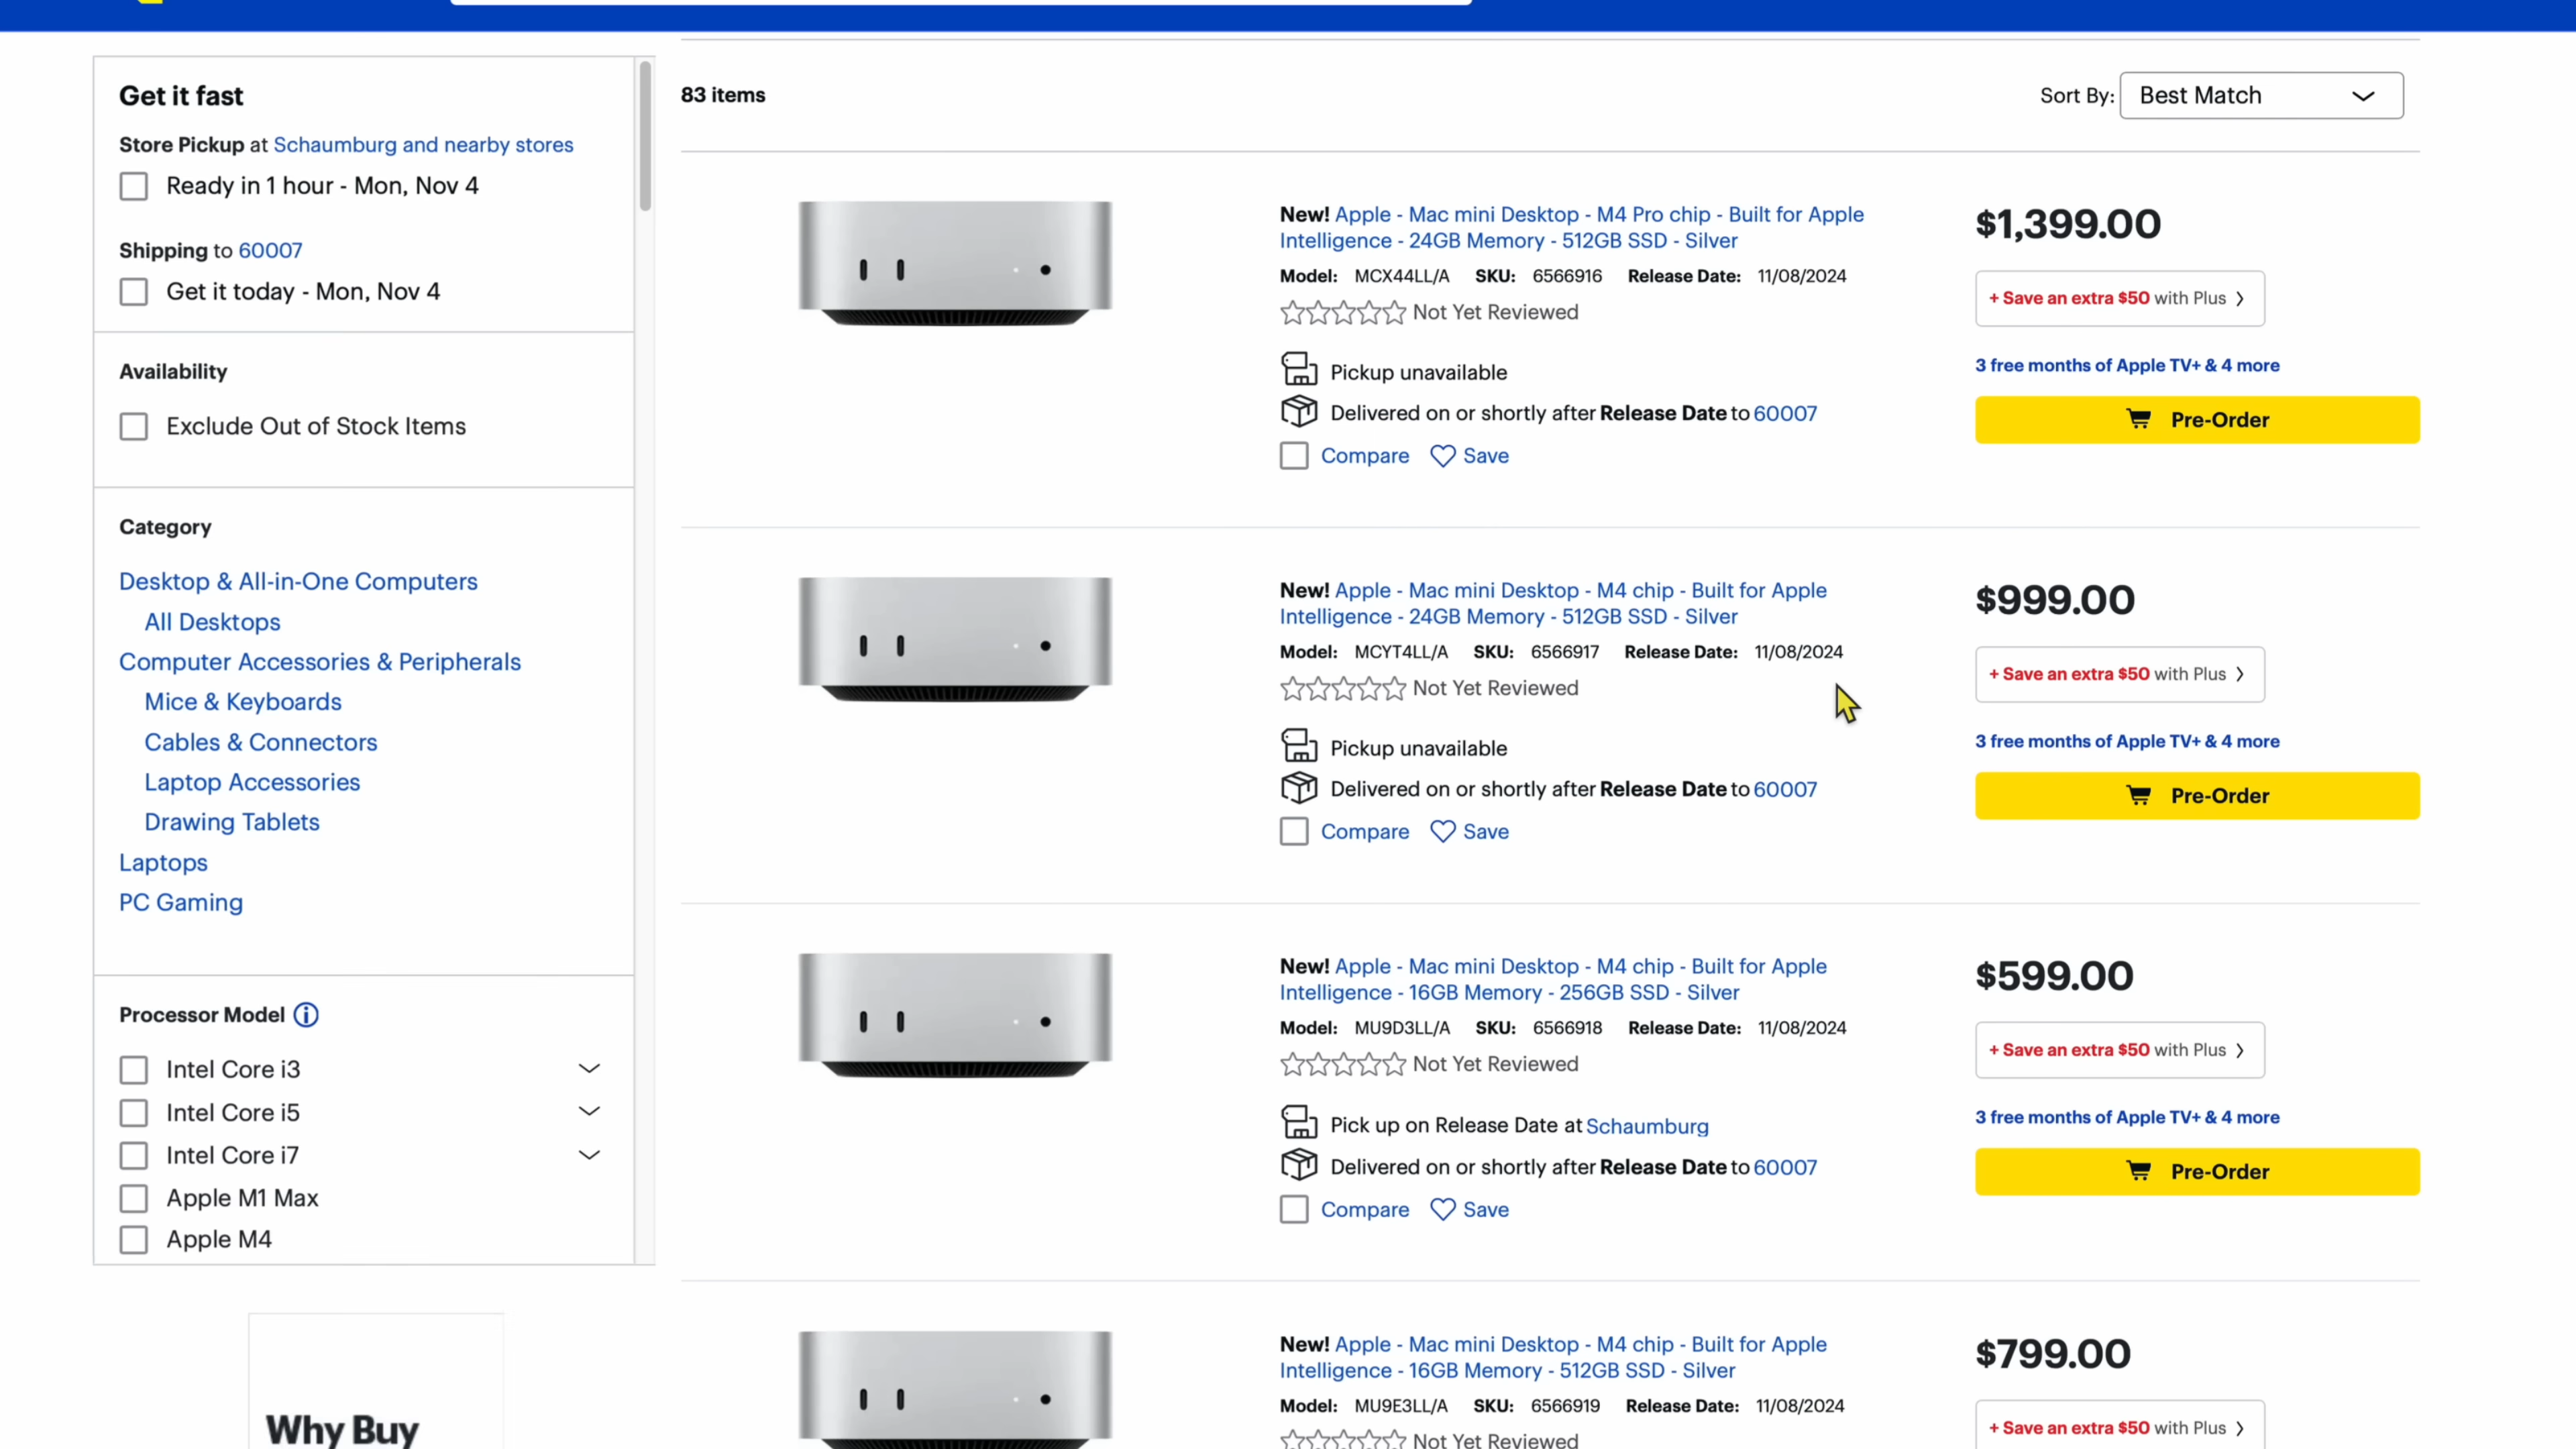 Get it fast
Store Pickup at Schaumburg and nearby stores
Ready in 1 hour - Mon, Nov 4
Shipping to 60007
Get it today - Mon, Nov 4
Availability
Exclude Out of Stock Items
Category
Desktop & All-in-One Computers
All Desktops
Computer Accessories & Peripherals
Mice & Keyboards
Cables & Connectors
Laptop Accessories
Drawing Tablets
Laptops
PC Gaming
Processor Model
Intel Core i3
Intel Core i5
Intel Core i7
Apple M1 Max
Apple M4
Why Buy
83 items
Sort By: Best Match
New! Apple - Mac mini Desktop - M4 Pro chip - Built for Apple
Intelligence - 24GB Memory - 512GB SSD - Silver
Model: MCX44LL/A SKU: 6566916 Release Date: 11/08/2024
Not Yet Reviewed
Pickup unavailable
Delivered on or shortly after Release Date to 60007
Compare Save
$1,399.00
+ Save an extra $50 with Plus
3 free months of Apple TV+ & 4 more
Pre-Order
New! Apple - Mac mini Desktop - M4 chip - Built for Apple
Intelligence - 24GB Memory - 512GB SSD - Silver
Model: MCYT4LL/A SKU: 6566917 Release Date: 11/08/2024
Not Yet Reviewed
Pickup unavailable
Delivered on or shortly after Release Date to 60007
Compare Save
$999.00
+ Save an extra $50 with Plus
3 free months of Apple TV+ & 4 more
Pre-Order
New! Apple - Mac mini Desktop - M4 chip - Built for Apple
Intelligence - 16GB Memory - 256GB SSD - Silver
Model: MU9D3LL/A SKU: 6566918 Release Date: 11/08/2024
Not Yet Reviewed
Pick up on Release Date at Schaumburg
Delivered on or shortly after Release Date to 60007
Compare Save
$599.00
+ Save an extra $50 with Plus
3 free months of Apple TV+ & 4 more
Pre-Order
New! Apple - Mac mini Desktop - M4 chip - Built for Apple
Intelligence - 16GB Memory - 512GB SSD - Silver
Model: MU9E3LL/A SKU: 6566919 Release Date: 11/08/2024
Not Yet Reviewed
$799.00
+ Save an extra $50 with Plus